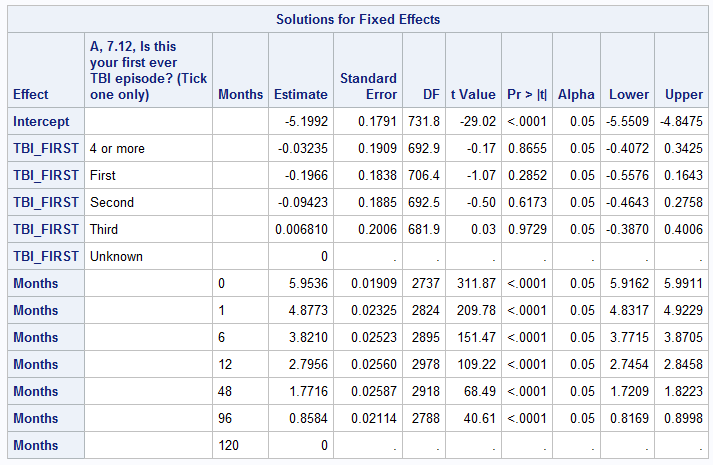 Solutions for Fixed Effects
Effect A, 7.12, Is this your first ever TBI episode? (Tick one only) Months Estimate Standard Error DF t Value Pr > |t| Alpha Lower Upper
Intercept -5.1992 0.1791 731.8 -29.02 <.0001 0.05 -5.5509 -4.8475
TBI_FIRST 4 or more -0.03235 0.1909 692.9 -0.17 0.8655 0.05 -0.4072 0.3425
TBI_FIRST First -0.1966 0.1838 706.4 -1.07 0.2852 0.05 -0.5576 0.1643
TBI_FIRST Second -0.09423 0.1885 692.5 -0.50 0.6173 0.05 -0.4643 0.2758
TBI_FIRST Third 0.006810 0.2006 681.9 0.03 0.9729 0.05 -0.3870 0.4006
TBI_FIRST Unknown 0 . . . . . . .
Months 0 5.9536 0.01909 2737 311.87 <.0001 0.05 5.9162 5.9911
Months 1 4.8773 0.02325 2824 209.78 <.0001 0.05 4.8317 4.9229
Months 6 3.8210 0.02523 2895 151.47 <.0001 0.05 3.7715 3.8705
Months 12 2.7956 0.02560 2978 109.22 <.0001 0.05 2.7454 2.8458
Months 48 1.7716 0.02587 2918 68.49 <.0001 0.05 1.7209 1.8223
Months 96 0.8584 0.02114 2788 40.61 <.0001 0.05 0.8169 0.8998
Months 120 0 . . . . . . .